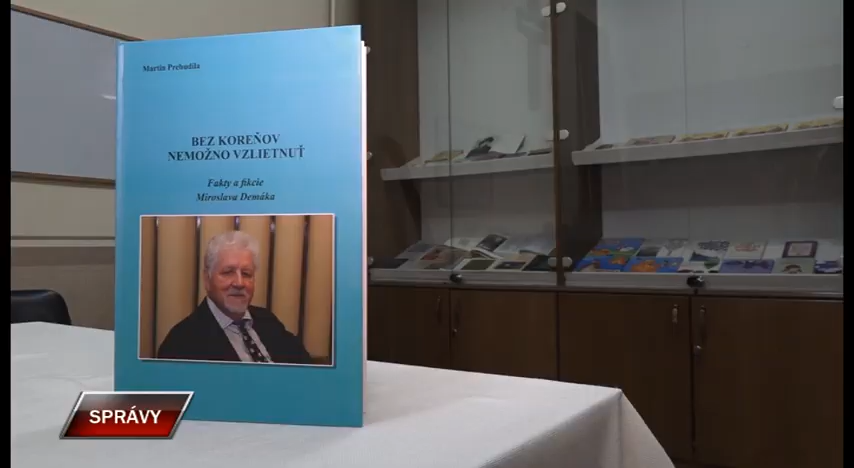 Martin Prebudila
BEZ KOREŇOV
NEMOŽNO VZLIETNUŤ
Fakty a fikcie
Miroslava Demáka
SPRÁVY